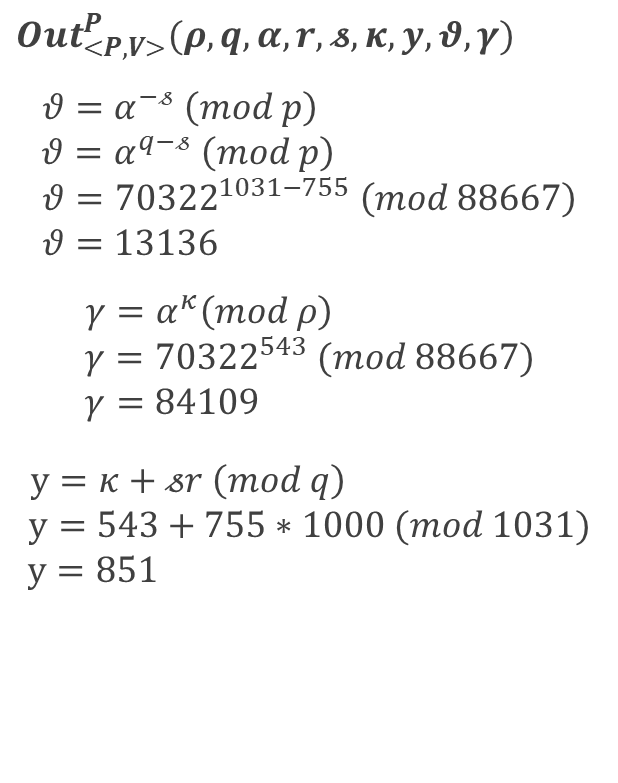 Out^P_<P,V>(ρ, q, α, r, 𝓈, κ, y, ϑ, γ)
ϑ = α^−𝓈 (mod p)
ϑ = α^q−𝓈 (mod p)
ϑ = 70322^1031−755 (mod 88667)
ϑ = 13136
γ = α^κ(mod ρ)
γ = 70322^543 (mod 88667)
γ = 84109
y = κ + 𝓈r (mod q)
y = 543 + 755 ∗ 1000 (mod 1031)
y = 851